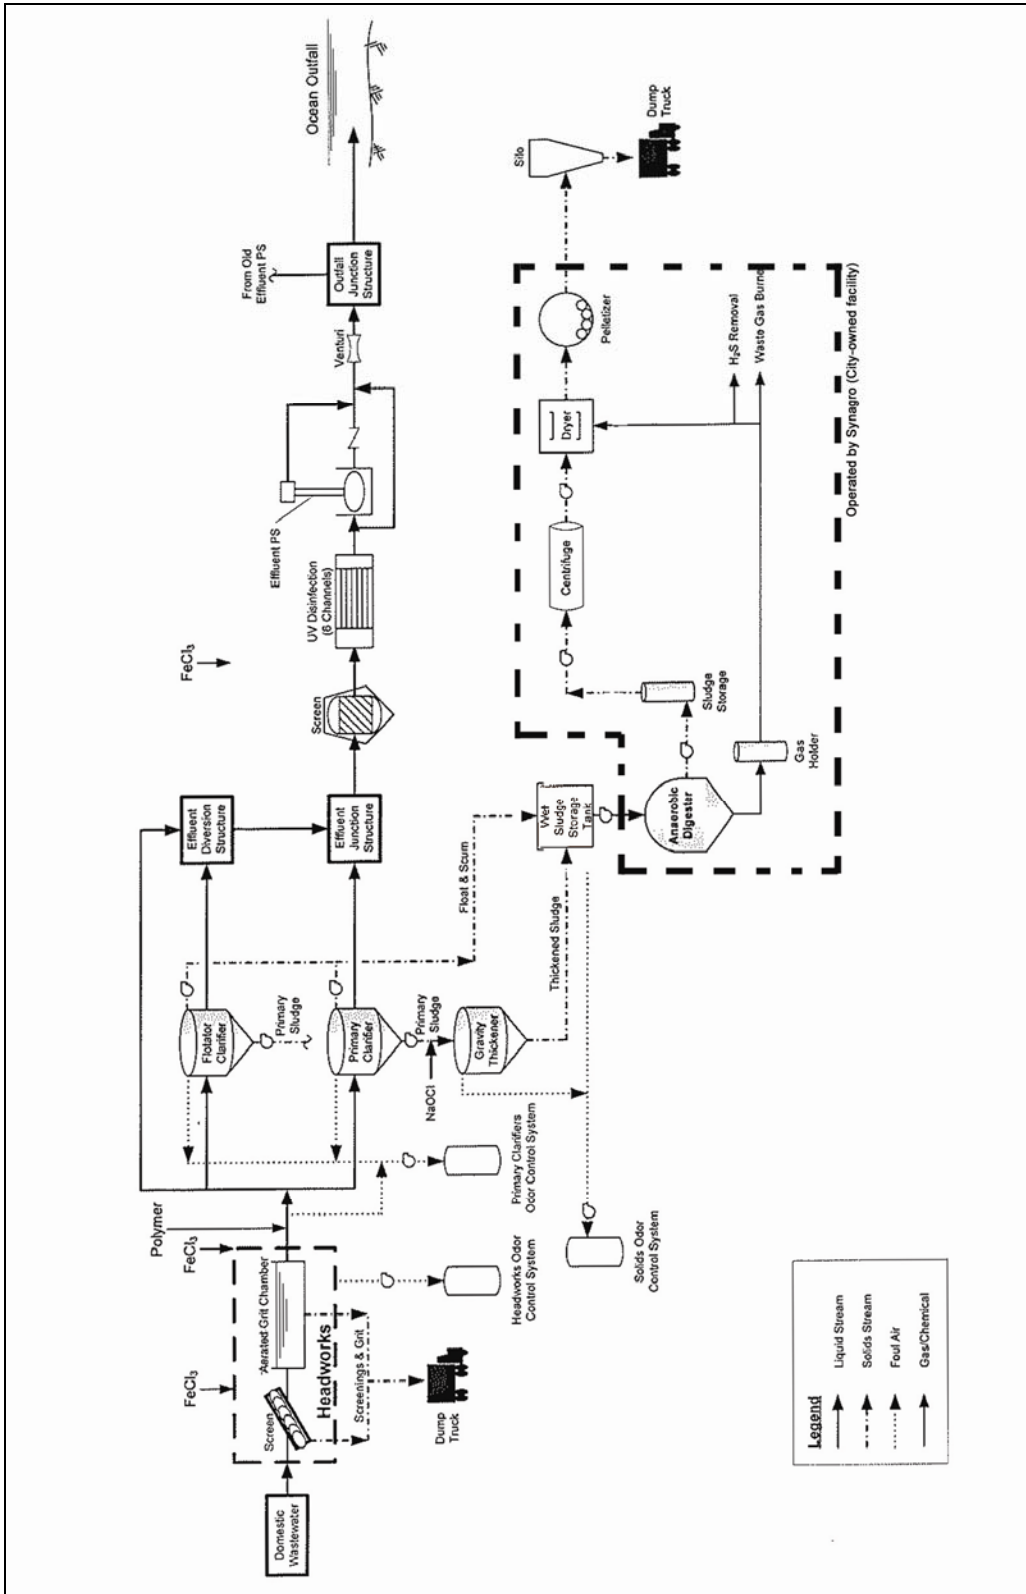 Domestic
Wastewater
Screen
Aerated Grit Chamber
Headworks
FeCl₃
FeCl₃
Polymer
Screenings & Grit
Dump
Truck
Headworks Odor
Control System
Primary Clarifiers
Odor Control System
Solids Odor
Control System
Flotator
Clarifier
Primary
Sludge
Primary
Clarifier
Primary
Sludge
NaOCl
Gravity
Thickener
Float & Scum
Thickened Sludge
Effluent
Diversion
Structure
Effluent
Junction
Structure
Wet
Sludge
Storage
Tank
Screen
FeCl₃
UV Disinfection
(6 Channels)
Effluent PS
Venturi
From Old
Effluent PS
Outfall
Junction
Structure
Ocean Outfall
Anaerobic
Digester
Sludge
Storage
Gas
Holder
Centrifuge
Dryer
Pelletizer
H₂S Removal
Waste Gas Burne
Operated by Synagro (City-owned facility)
Silo
Dump
Truck
Legend
Liquid Stream
Solids Stream
Foul Air
Gas/Chemical